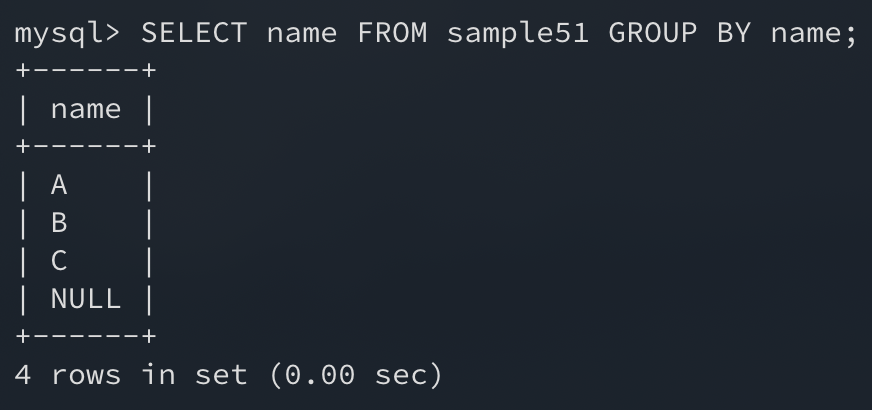 mysql> SELECT name FROM sample51 GROUP BY name;
+------+
| name |
+------+
| A    |
| B    |
| C    |
| NULL |
+------+
4 rows in set (0.00 sec)